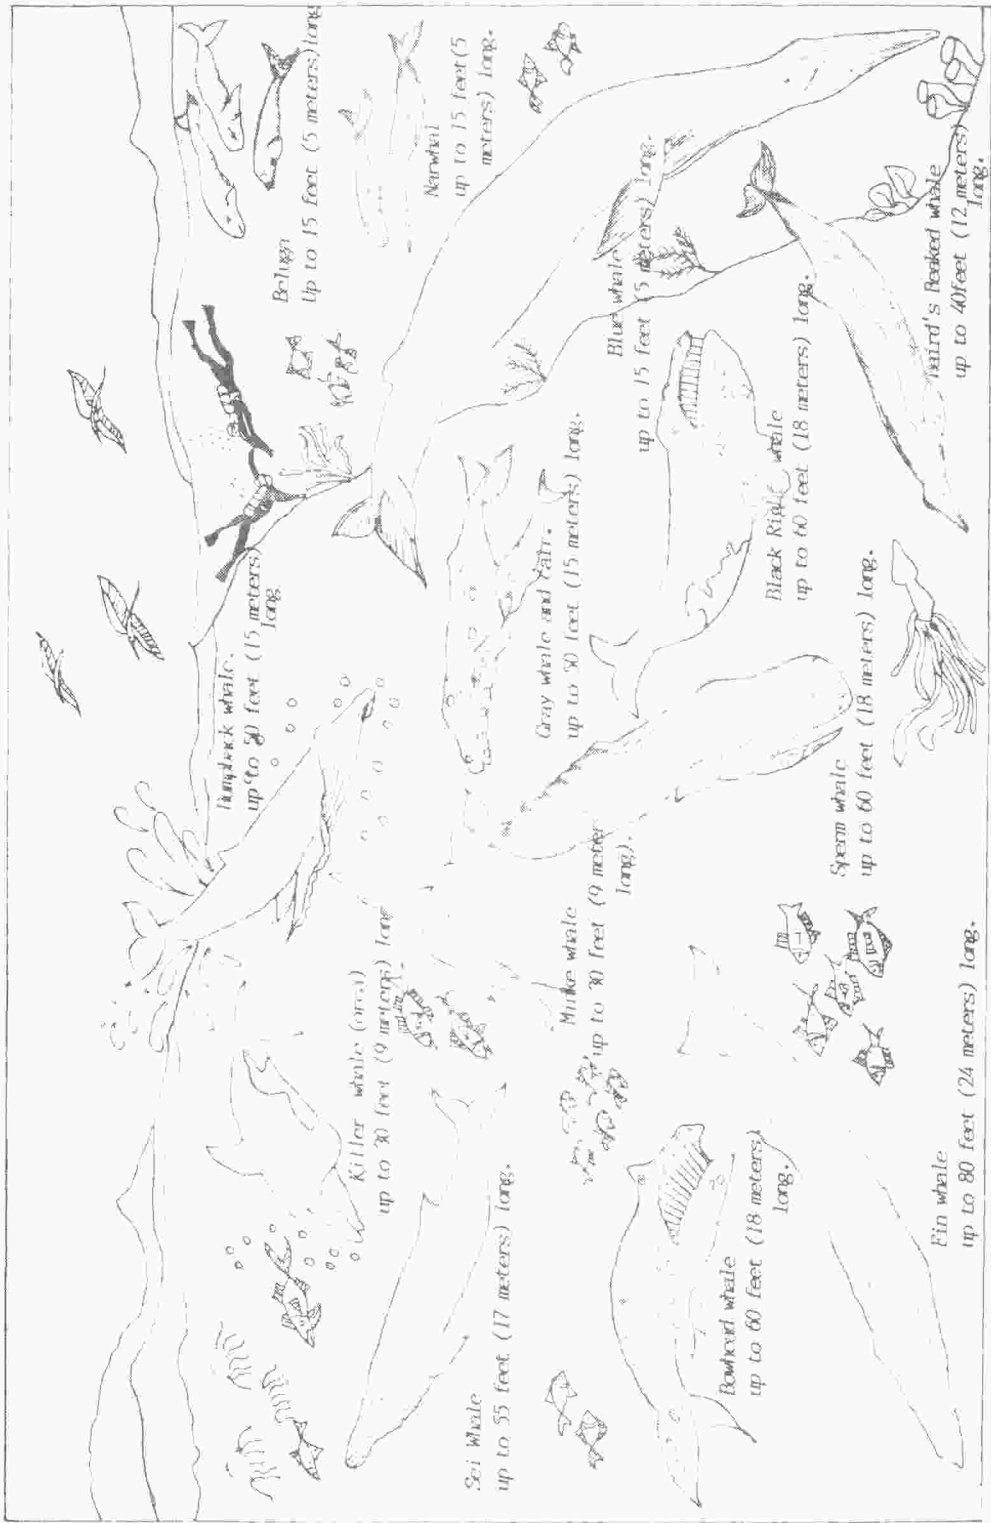 Humpback whale.
up to 50 feet (15 meters)
long.
Beluga
Up to 15 feet (5 meters) long
Killer whale (orca)
up to 30 feet (9 meters) long
Narwhal
up to 15 feet (5
meters) long.
Sei Whale
up to 55 feet (17 meters) long.
Minke whale
up to 30 feet (9 meter
long).
Gray whale and calf.
up to 50 feet (15 meters) long.
Blue whale
up to 15 feet (5 meters) long.
Bowhead whale
up to 60 feet (18 meters)
long.
Black Right whale
up to 60 feet (18 meters) long.
Sperm whale
up to 60 feet (18 meters) long.
Fin whale
up to 80 feet (24 meters) long.
Baird's Beaked whale
up to 40feet (12 meters)
long.